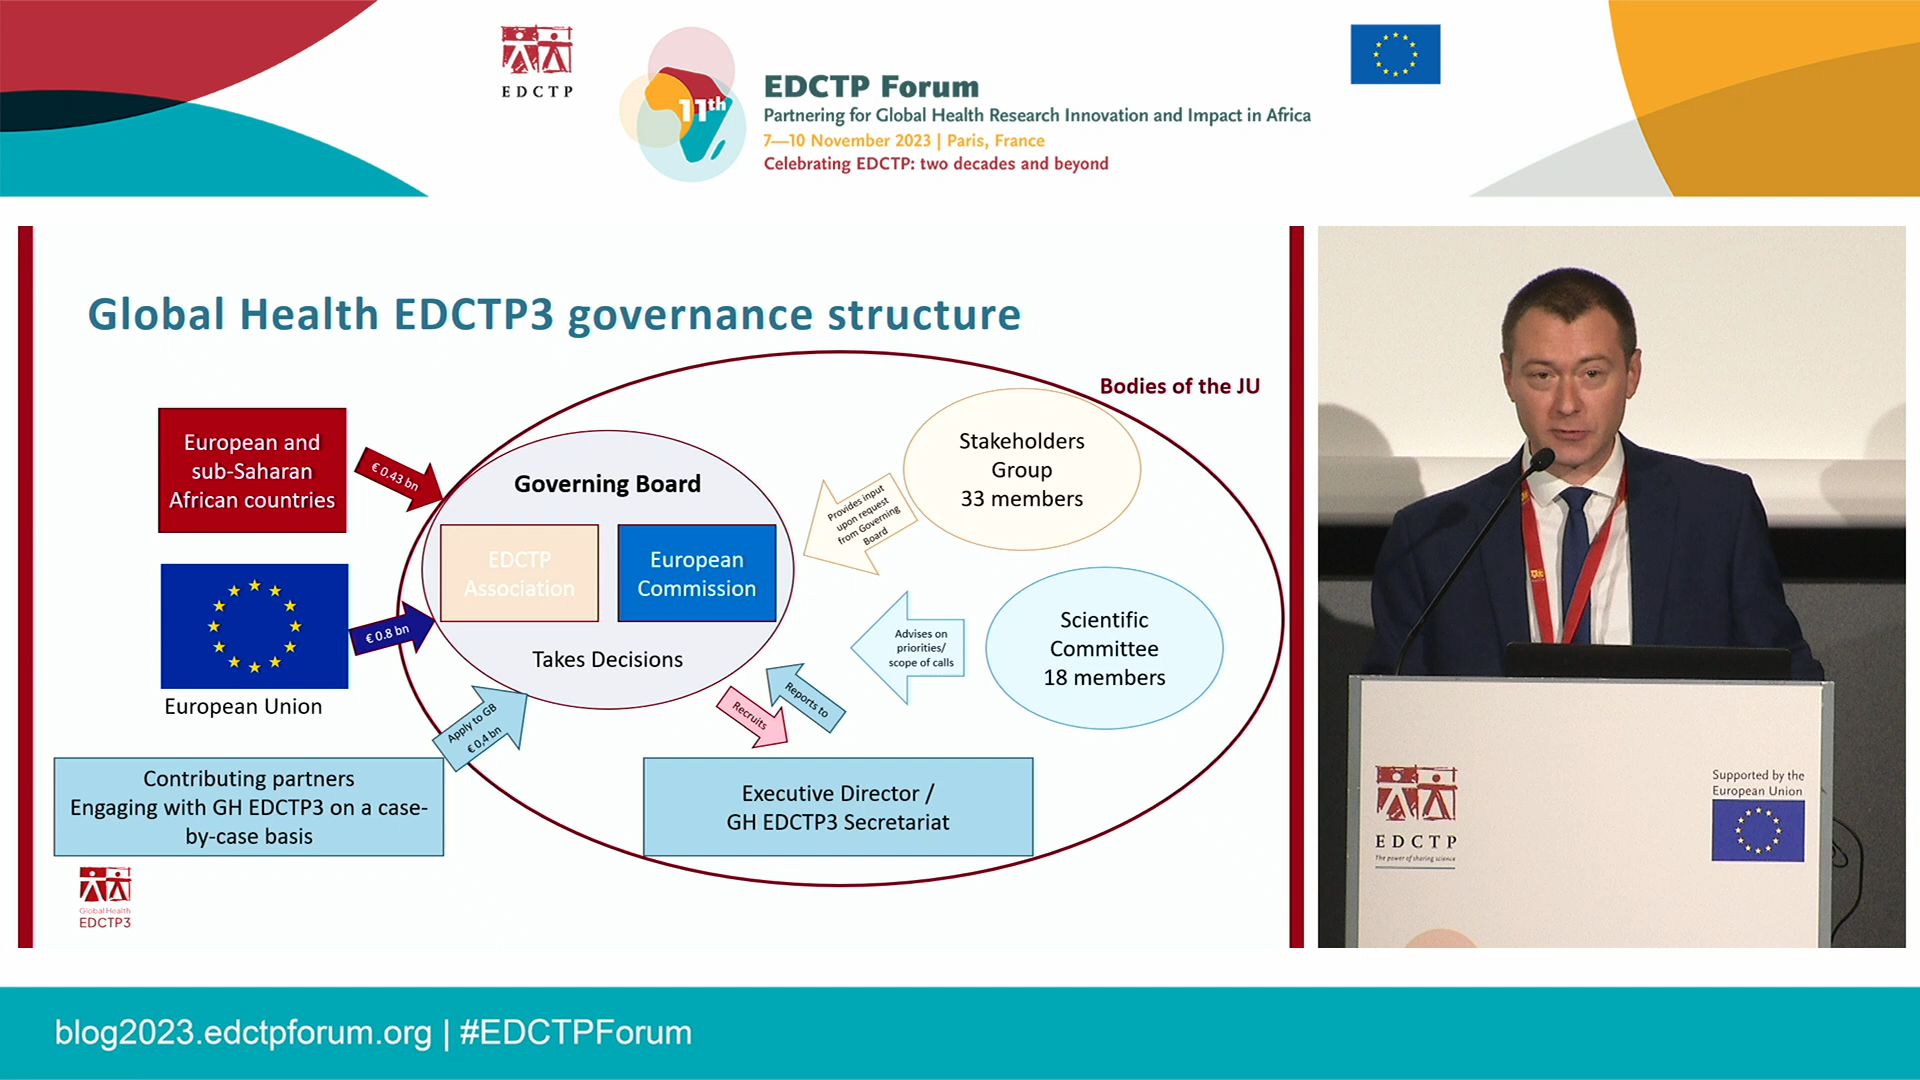 EDCTP
11th
EDCTP Forum
Partnering for Global Health Research Innovation and Impact in Africa
7—10 November 2023 | Paris, France
Celebrating EDCTP: two decades and beyond
Global Health EDCTP3 governance structure
Bodies of the JU
European and
sub-Saharan
African countries
€ 0.43 bn
Governing Board
EDCTP
Association
European
Commission
Takes Decisions
Stakeholders
Group
33 members
Provides input
upon request
from Governing
Board
€ 0.8 bn
European Union
Scientific
Committee
18 members
Advises on
priorities/
scope of calls
Apply to GB
€ 0,4 bn
Recruits
Reports to
Contributing partners
Engaging with GH EDCTP3 on a case-
by-case basis
Executive Director /
GH EDCTP3 Secretariat
Global Health
EDCTP3
EDCTP
The power of sharing science
Supported by the
European Union
blog2023.edctpforum.org | #EDCTPForum